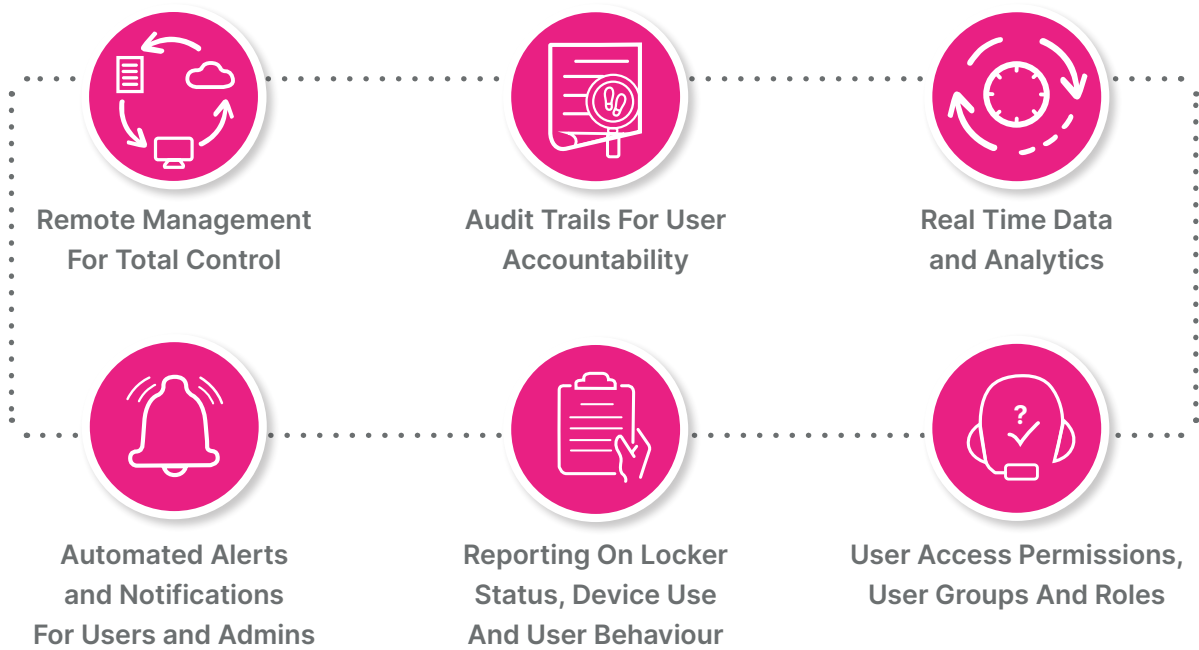 Remote Management
For Total Control
Audit Trails For User
Accountability
Real Time Data
and Analytics
?
Automated Alerts
and Notifications
For Users and Admins
Reporting On Locker
Status, Device Use
And User Behaviour
User Access Permissions,
User Groups And Roles